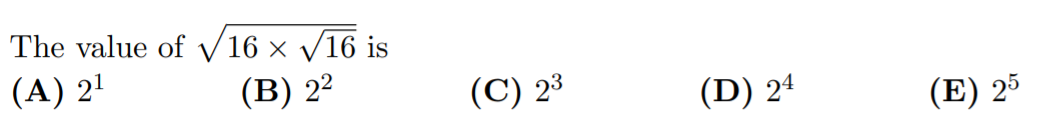 The value of √(16 × √16) is
(A) 2¹ (B) 2² (C) 2³ (D) 2⁴ (E) 2⁵